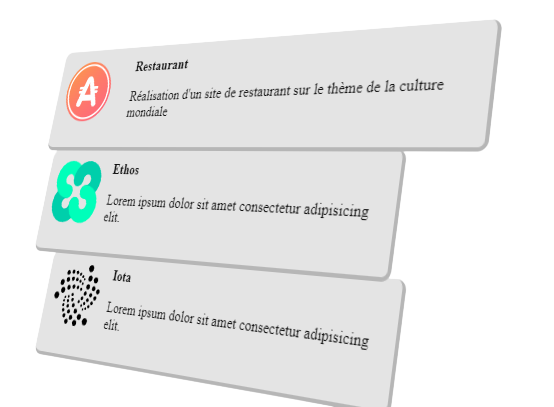 Restaurant
Réalisation d'un site de restaurant sur le thème de la culture
mondiale
Ethos
Lorem ipsum dolor sit amet consectetur adipisicing
elit.
Iota
Lorem ipsum dolor sit amet consectetur adipisicing
elit.